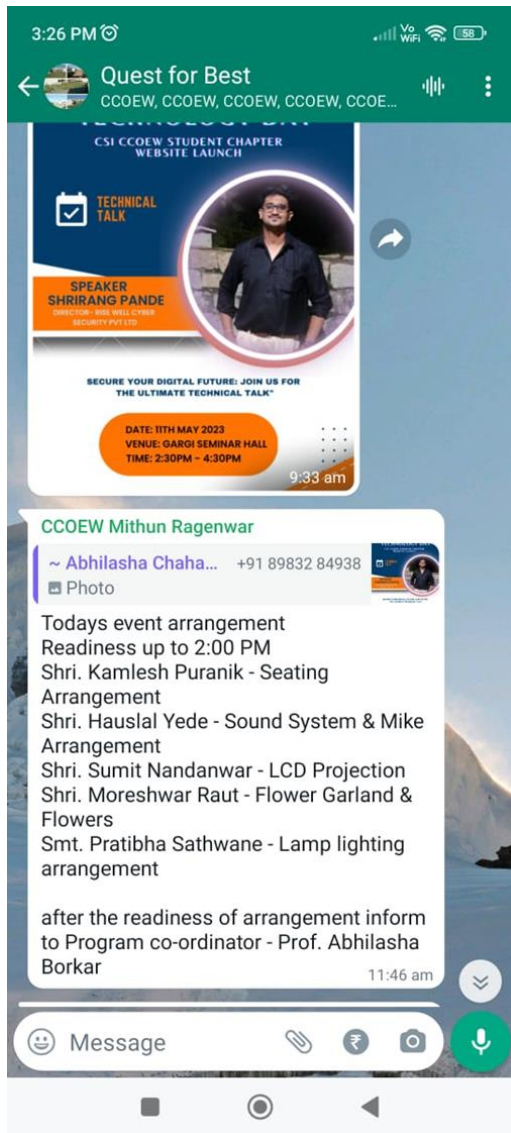 3:26 PM
Vo
WiFi
58
Quest for Best
CCOEW, CCOEW, CCOEW, CCOEW, CCOE...
TECHNOLOGY DAY
CSI CCOEW STUDENT CHAPTER
WEBSITE LAUNCH
TECHNICAL
TALK
SPEAKER
SHRIRANG PANDE
DIRECTOR- RISE WELL CYBER
SECURITY PVT LTD
SECURE YOUR DIGITAL FUTURE: JOIN US FOR
THE ULTIMATE TECHNICAL TALK"
DATE: 11TH MAY 2023
VENUE: GARGI SEMINAR HALL
TIME: 2:30PM - 4:30PM
9:33 am
CCOEW Mithun Ragenwar
~ Abhilasha Chaha... +91 89832 84938
Photo
Todays event arrangement
Readiness up to 2:00 PM
Shri. Kamlesh Puranik - Seating
Arrangement
Shri. Hauslal Yede - Sound System & Mike
Arrangement
Shri. Sumit Nandanwar - LCD Projection
Shri. Moreshwar Raut - Flower Garland &
Flowers
Smt. Pratibha Sathwane - Lamp lighting
arrangement
after the readiness of arrangement inform
to Program co-ordinator - Prof. Abhilasha
Borkar
11:46 am
Message
₹